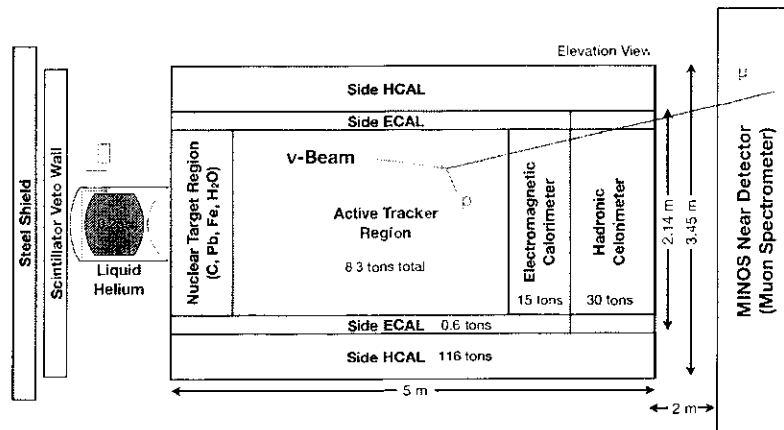 Elevation View
Steel Shield
Scintillator Veto Wall
Liquid
Helium
Side HCAL
Side ECAL
Nuclear Target Region
(C, Pb, Fe, H₂O)
ν-Beam
μ
p
Active Tracker
Region
8.3 tons total
Electromagnetic
Calorimeter
15 tons
Hadronic
Calorimeter
30 tons
Side ECAL 0.6 tons
Side HCAL 116 tons
2.14 m
3.45 m
5 m
2 m
MINOS Near Detector
(Muon Spectrometer)